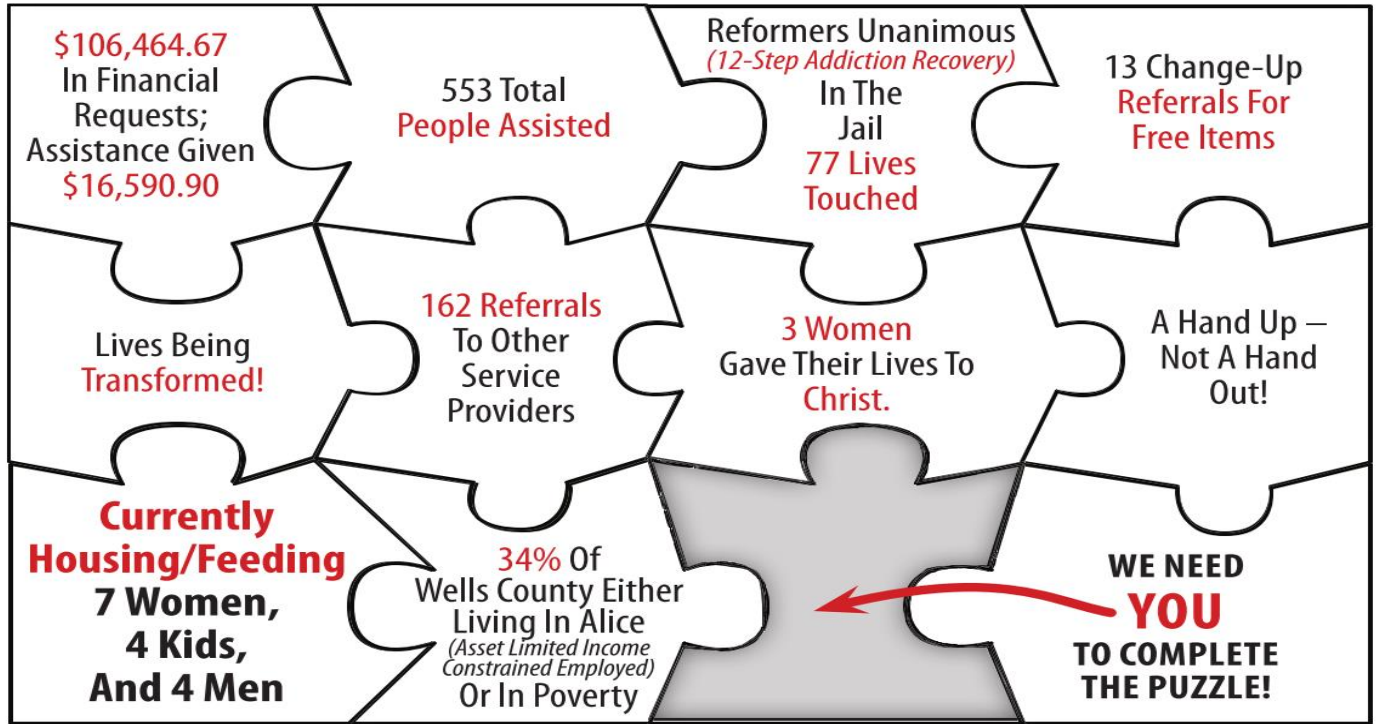 $106,464.67
In Financial
Requests;
Assistance Given
$16,590.90
553 Total
People Assisted
Reformers Unanimous
(12-Step Addiction Recovery)
In The
Jail
77 Lives
Touched
13 Change-Up
Referrals For
Free Items
Lives Being
Transformed!
162 Referrals
To Other
Service
Providers
3 Women
Gave Their Lives To
Christ.
A Hand Up –
Not A Hand
Out!
Currently
Housing/Feeding
7 Women,
4 Kids,
And 4 Men
34% Of
Wells County Either
Living In Alice
(Asset Limited Income
Constrained Employed)
Or In Poverty
WE NEED
YOU
TO COMPLETE
THE PUZZLE!